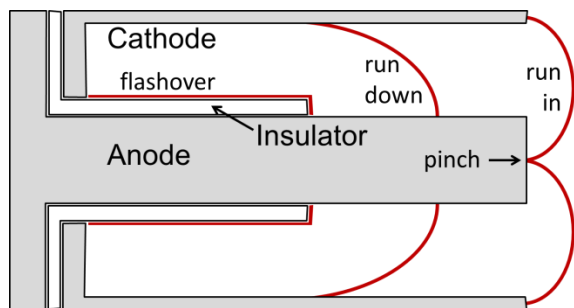 Cathode
flashover
run
down
run
in
Insulator
Anode
pinch